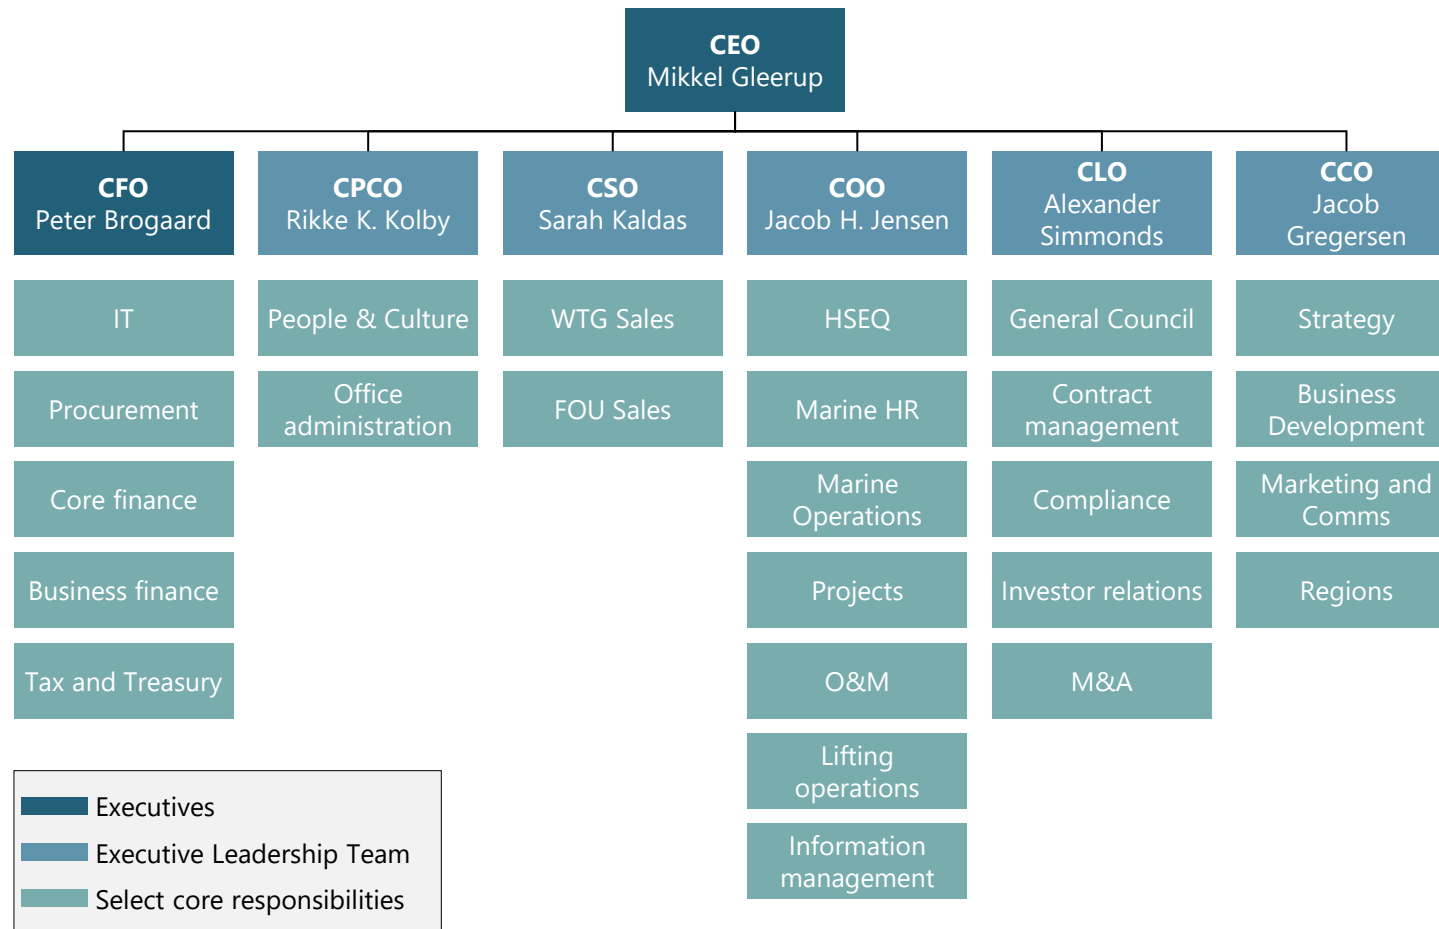 CEO
Mikkel Gleerup
CFO
Peter Brogaard
CPCO
Rikke K. Kolby
CSO
Sarah Kaldas
COO
Jacob H. Jensen
CLO
Alexander
Simmonds
CCO
Jacob
Gregersen
IT
Procurement
Core finance
Business finance
Tax and Treasury
People & Culture
Office
administration
WTG Sales
FOU Sales
HSEQ
Marine HR
Marine
Operations
Projects
O&M
Lifting
operations
Information
management
General Council
Contract
management
Compliance
Investor relations
M&A
Strategy
Business
Development
Marketing and
Comms
Regions
Executives
Executive Leadership Team
Select core responsibilities